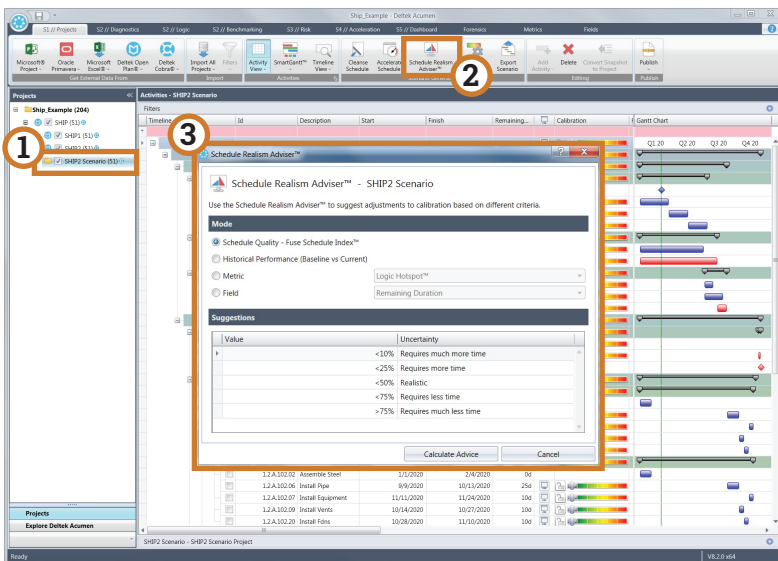 Ship_Example - Deltek Acumen
S1 // Projects S2 // Diagnostics S2 // Logic S2 // Benchmarking S3 // Risk S4 // Acceleration S5 // Dashboard Forensics Metrics Fields
Microsoft® Project - Oracle Primavera - Microsoft Excel® - Deltek Open Plan® - Deltek Cobra® - Import All Projects - Filters Activity View - SmartGantt™ Timeline View - Cleanse Schedule Accelerate Schedule Schedule Realism Adviser™ Export Scenario Add Activity - Delete Convert Snapshot to Project Publish
Get External Data From Import Activities Editing Publish
2
Projects
Activities - SHIP2 Scenario
Ship_Example (204)
Filters
SHIP (51)
Timeline Id Description Start Finish Remaining... Calibration Gantt Chart
SHIP1 (51)
SHIP2 (51)
SHIP2 Scenario (51)
1
3
Q1 20 Q2 20 Q3 20 Q4 20
Schedule Realism Adviser™
Schedule Realism Adviser™ - SHIP2 Scenario
Use the Schedule Realism Adviser™ to suggest adjustments to calibration based on different criteria.
Mode
Schedule Quality - Fuse Schedule Index™
Historical Performance (Baseline vs Current)
Metric Logic Hotspot™
Field Remaining Duration
Suggestions
Value Uncertainty
<10% Requires much more time
<25% Requires more time
<50% Realistic
<75% Requires less time
>75% Requires much less time
Calculate Advice Cancel
1.2.A.102.02 Assemble Steel 1/1/2020 2/4/2020 0d
1.2.A.102.06 Install Pipe 9/9/2020 10/13/2020 25d
1.2.A.102.07 Install Equipment 11/11/2020 11/24/2020 10d
1.2.A.102.09 Install Vents 10/14/2020 10/27/2020 10d
1.2.A.122.20 Install Fdns 10/28/2020 11/10/2020 10d
Projects
Explore Deltek Acumen
SHIP2 Scenario - SHIP2 Scenario Project
Ready
V8.2.0 x64